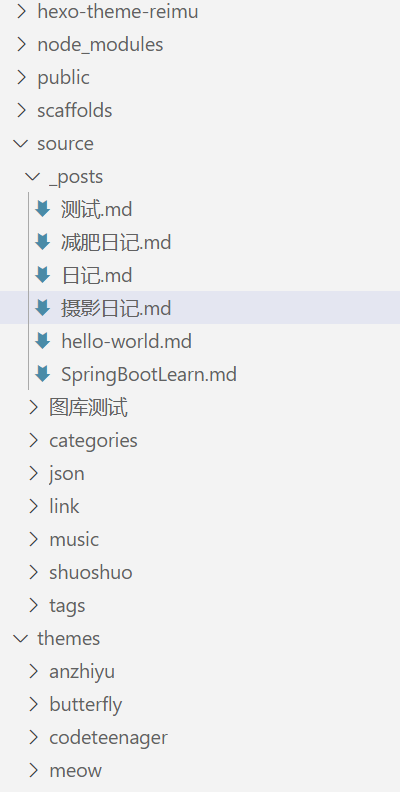 hexo-theme-reimu
node_modules
public
scaffolds
source
_posts
测试.md
减肥日记.md
日记.md
摄影日记.md
hello-world.md
SpringBootLearn.md
图库测试
categories
json
link
music
shuoshuo
tags
themes
anzhiyu
butterfly
codeteenager
meow